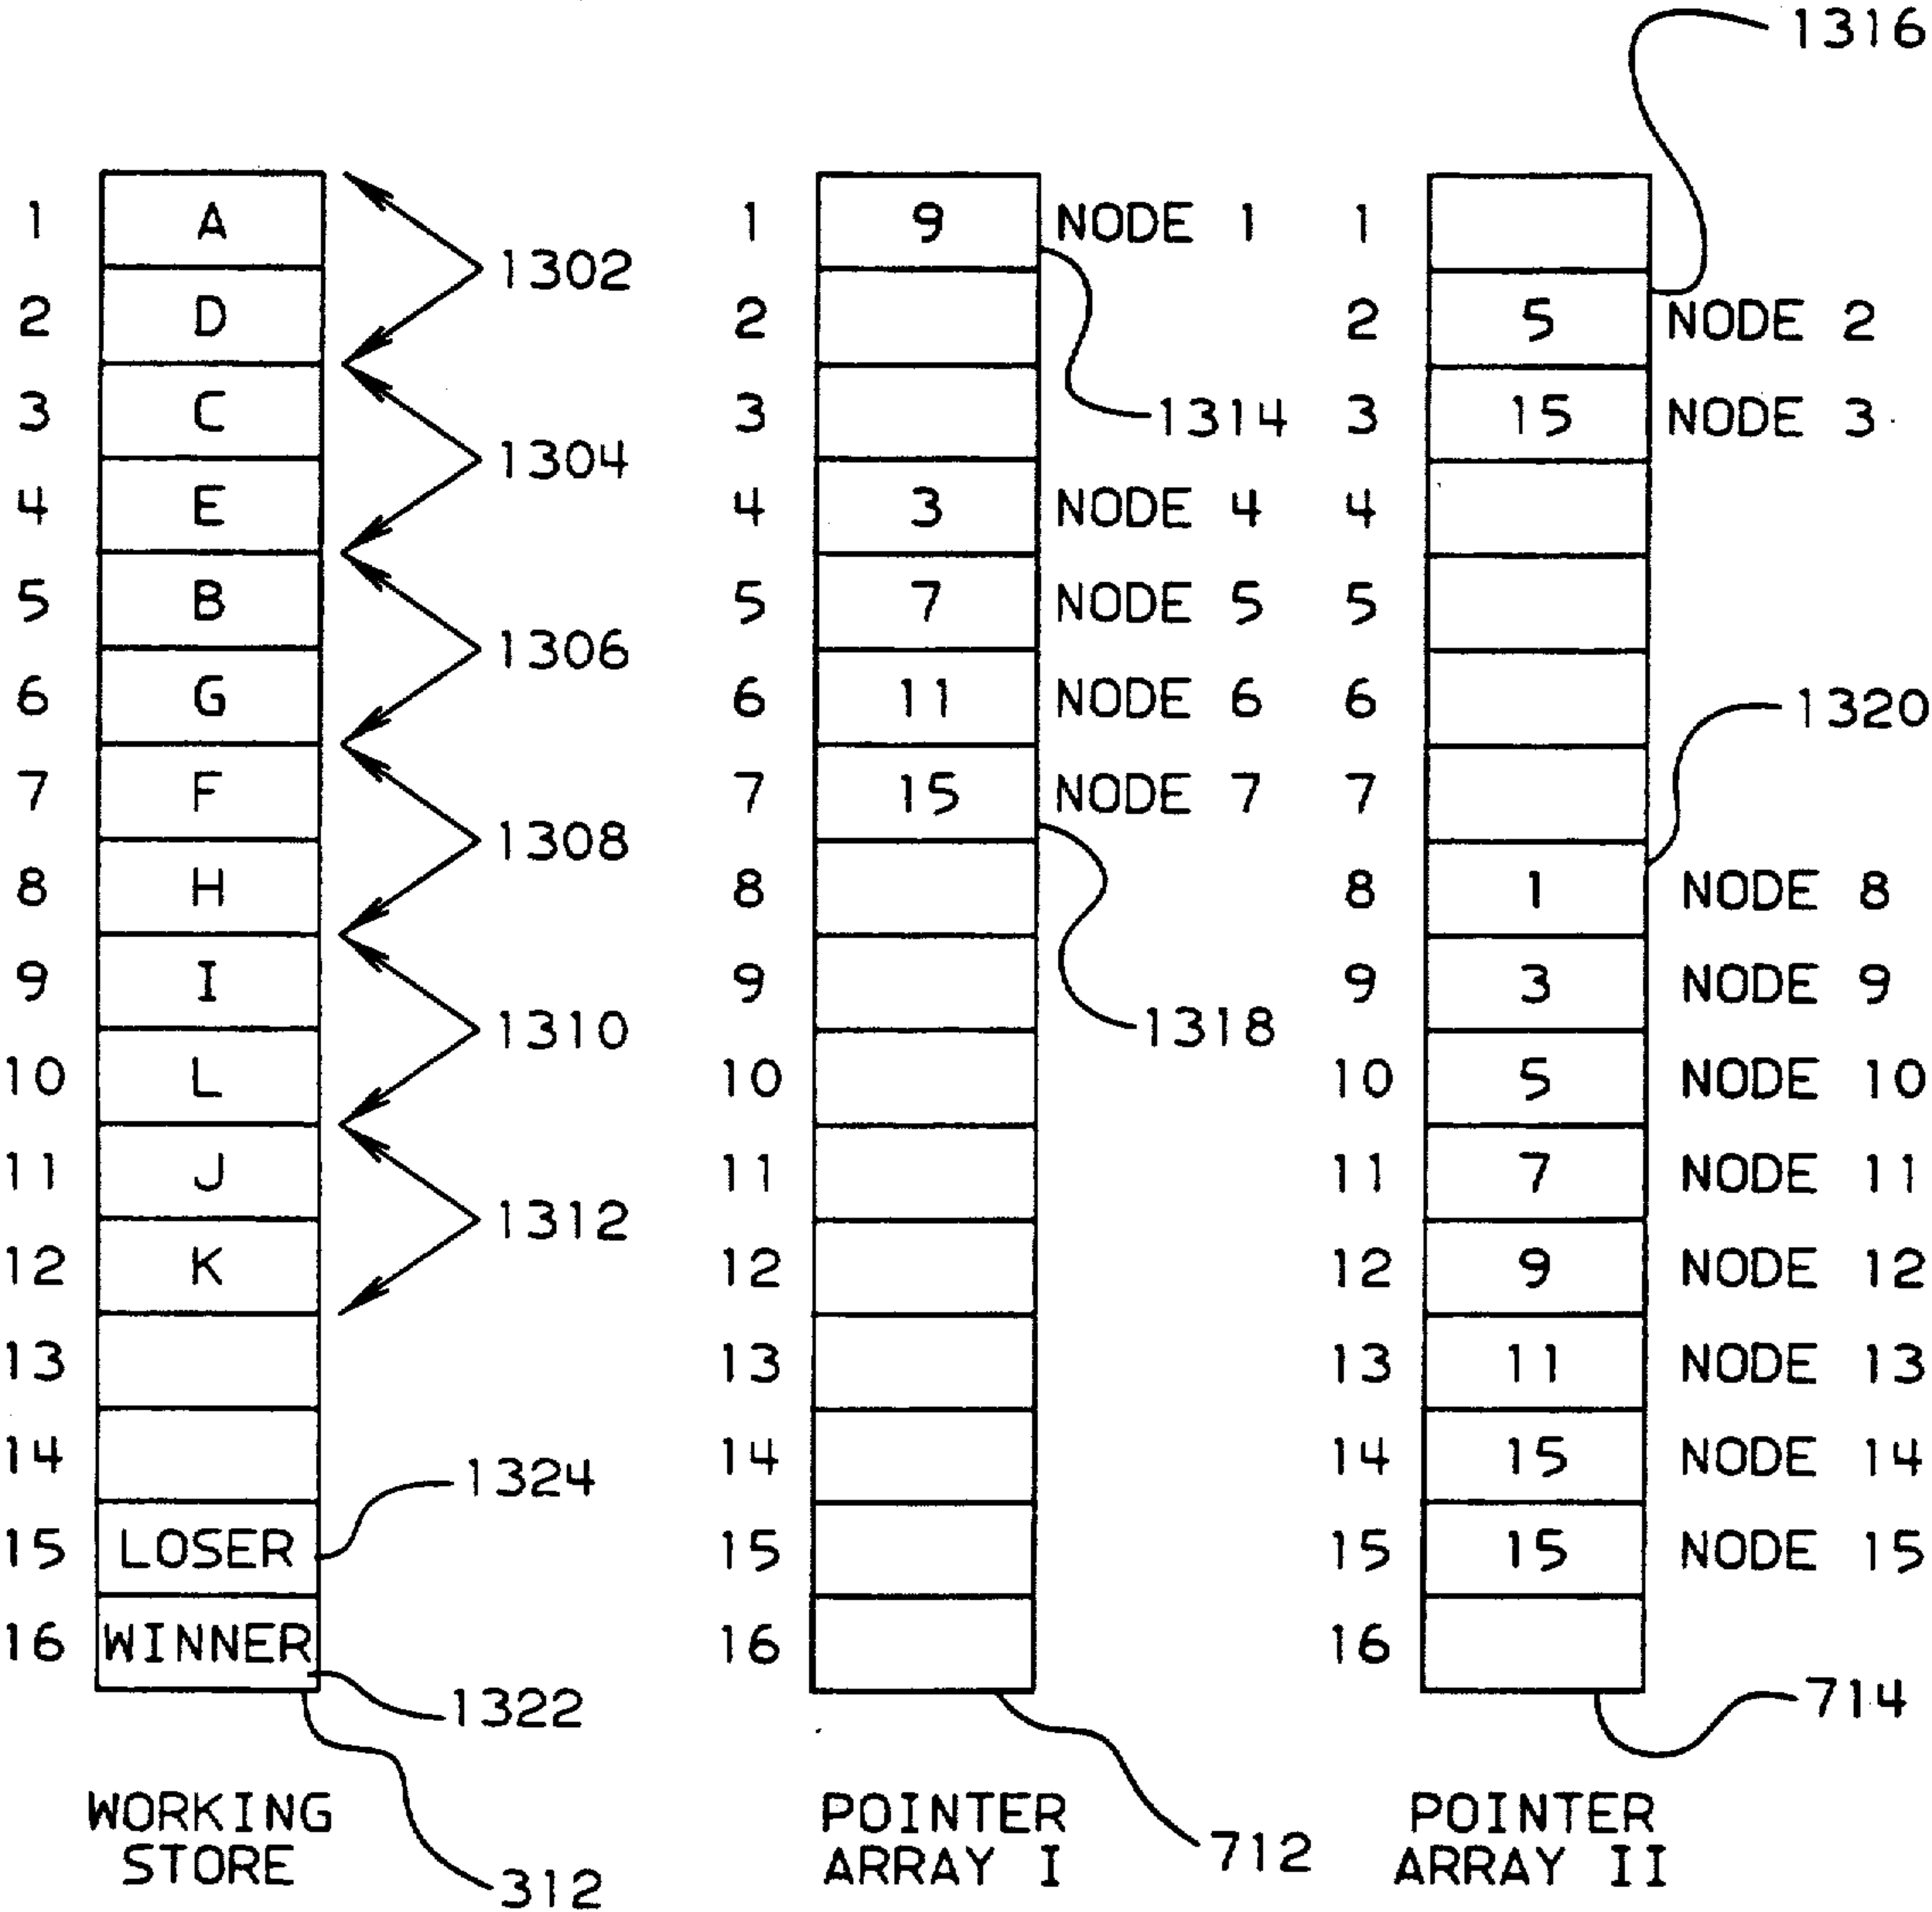 1316
1 A 1 9 NODE 1 1
1302
2 D 2 2 5 NODE 2
3 C 3 1314 3 15 NODE 3
1304
4 E 4 3 NODE 4 4
5 B 5 7 NODE 5 5
1306
6 G 6 11 NODE 6 6
1320
7 F 7 15 NODE 7 7
1308
8 H 8 8 1 NODE 8
9 I 9 9 3 NODE 9
1310 1318
10 L 10 10 5 NODE 10
11 J 11 11 7 NODE 11
1312
12 K 12 12 9 NODE 12
13 13 13 11 NODE 13
14 14 14 15 NODE 14
1324
15 LOSER 15 15 15 NODE 15
16 WINNER 16 16
1322 714
WORKING
STORE
312
POINTER
ARRAY I
712
POINTER
ARRAY II